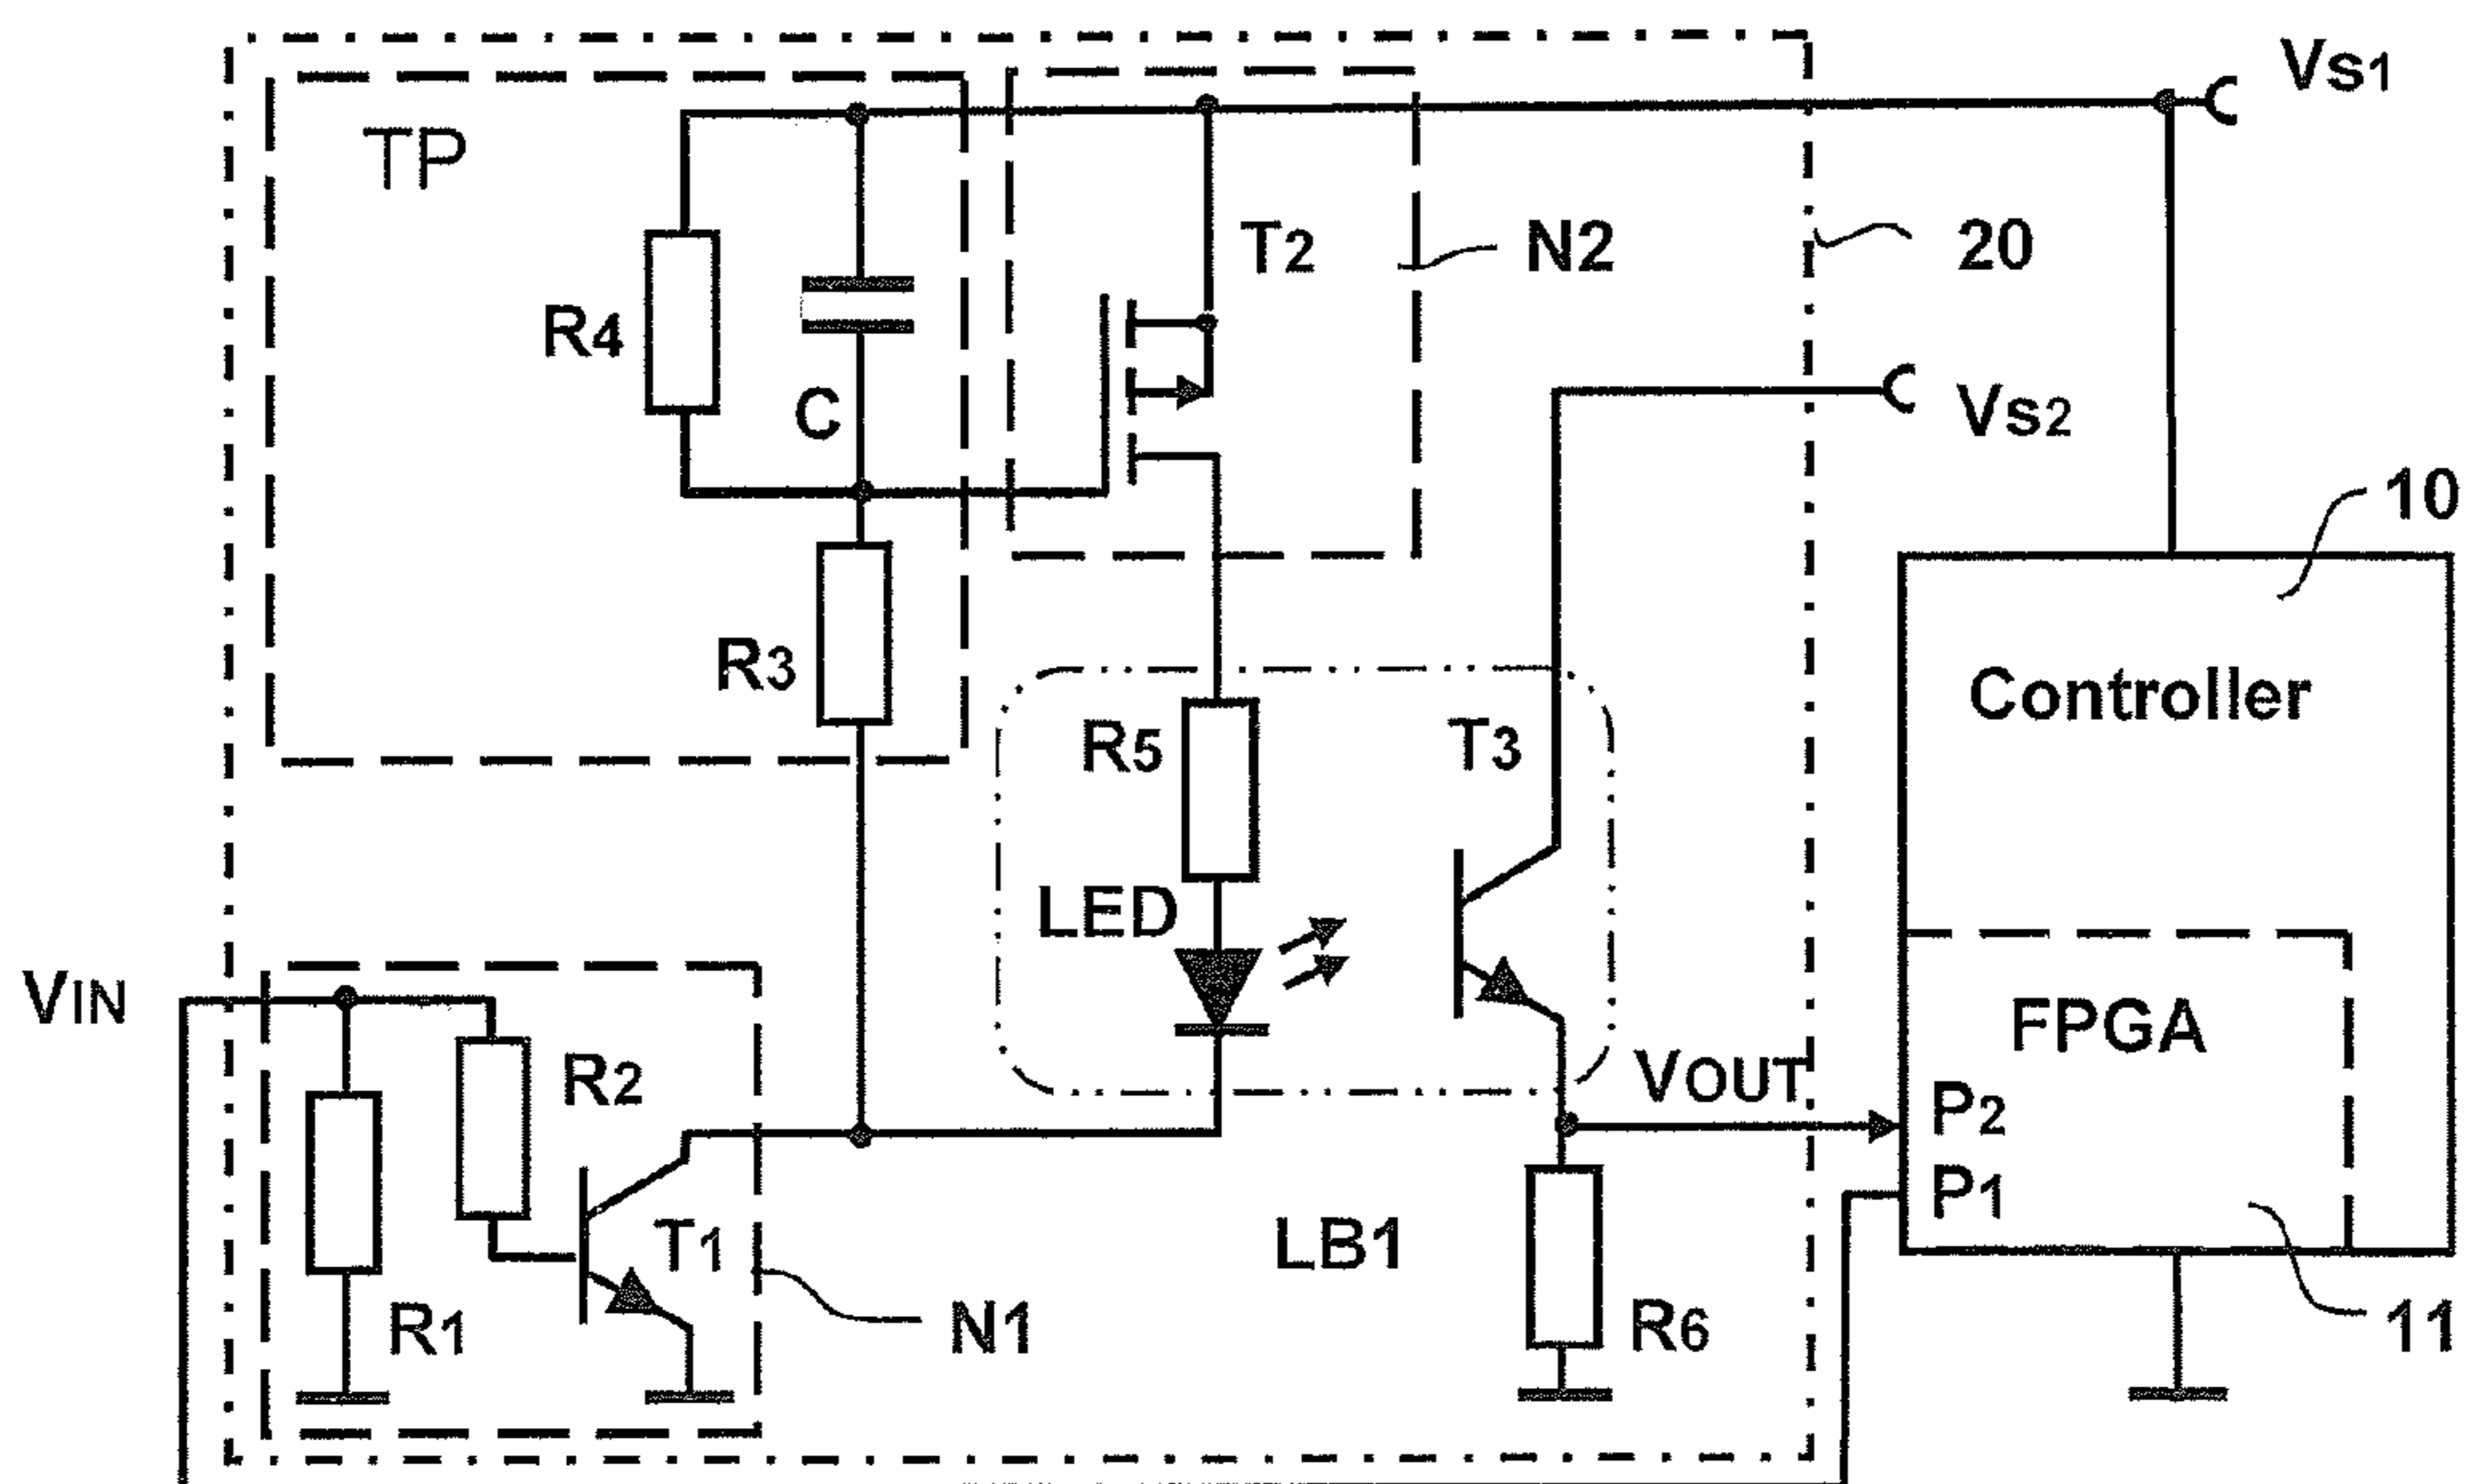 VS1
TP
T2
N2
20
R4
C
VS2
10
R3
Controller
R5
T3
LED
VIN
FPGA
R2
VOUT
P2
P1
T1
LB1
R1
N1
R6
11